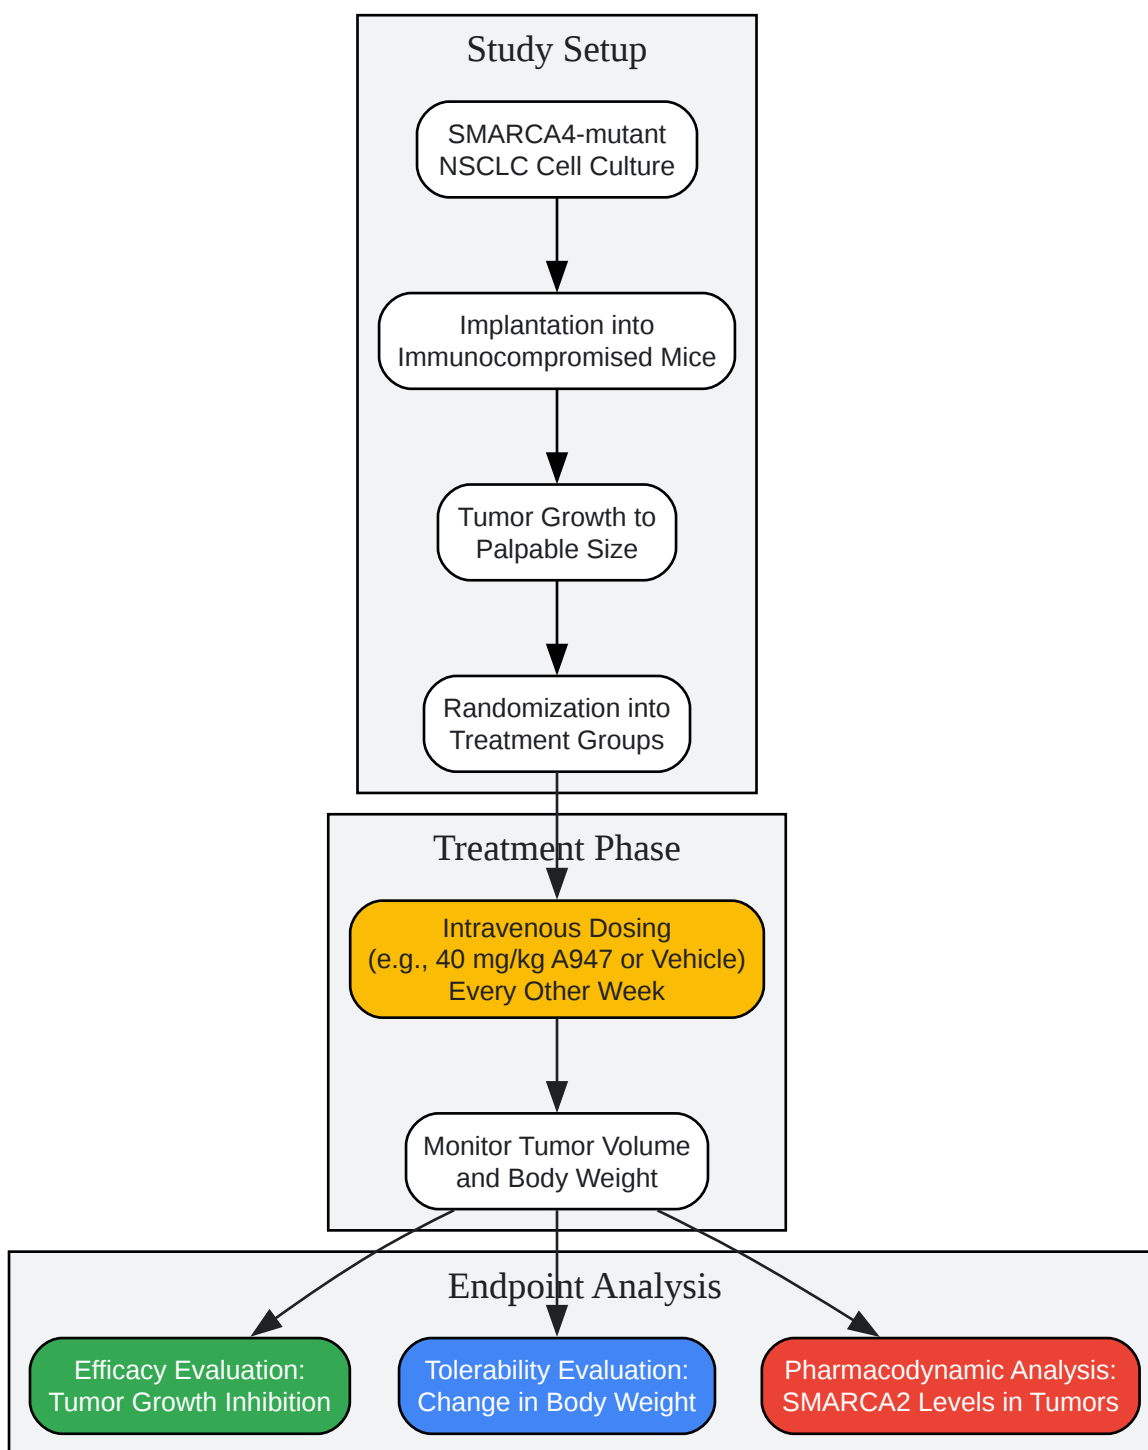 Study Setup
SMARCA4-mutant
NSCLC Cell Culture
Implantation into
Immunocompromised Mice
Tumor Growth to
Palpable Size
Randomization into
Treatment Groups
Treatment Phase
Intravenous Dosing
(e.g., 40 mg/kg A947 or Vehicle)
Every Other Week
Monitor Tumor Volume
and Body Weight
Endpoint Analysis
Efficacy Evaluation:
Tumor Growth Inhibition
Tolerability Evaluation:
Change in Body Weight
Pharmacodynamic Analysis:
SMARCA2 Levels in Tumors